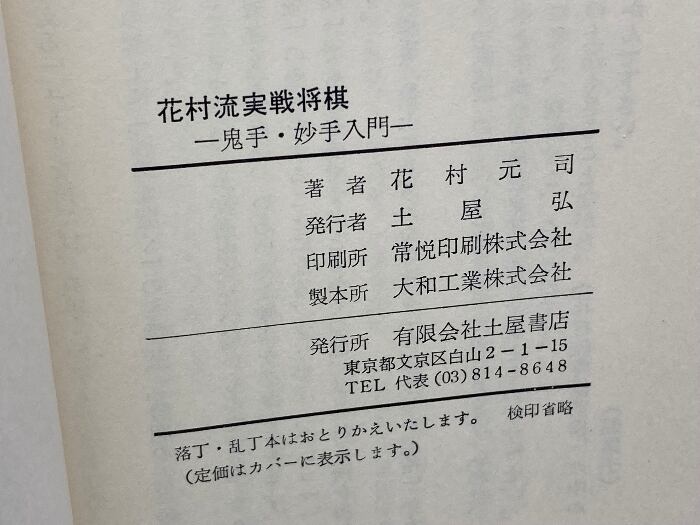 花村流実戦将棋
―鬼手・妙手入門―
著者 花村元司
発行者 土屋弘
印刷所 常悦印刷株式会社
製本所 大和工業株式会社
発行所 有限会社土屋書店
東京都文京区白山2-1-15
TEL 代表(03)814-8648
落丁・乱丁本はおとりかえいたします。 検印省略
(定価はカバーに表示します。)